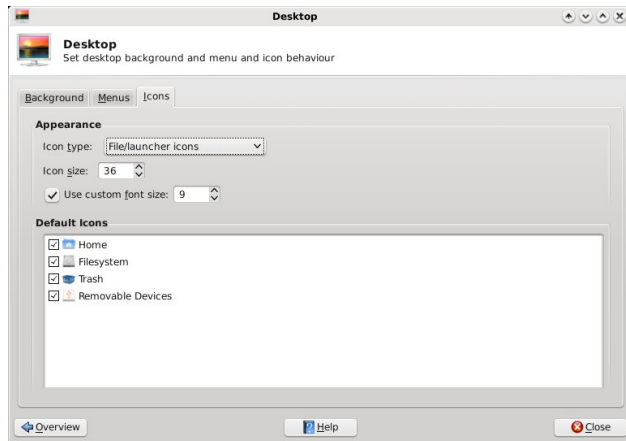 Desktop
Desktop
Set desktop background and menu and icon behaviour
Background Menus Icons
Appearance
Icon type: File/launcher icons
Icon size: 36
Use custom font size: 9
Default Icons
Home
Filesystem
Trash
Removable Devices
Overview Help Close